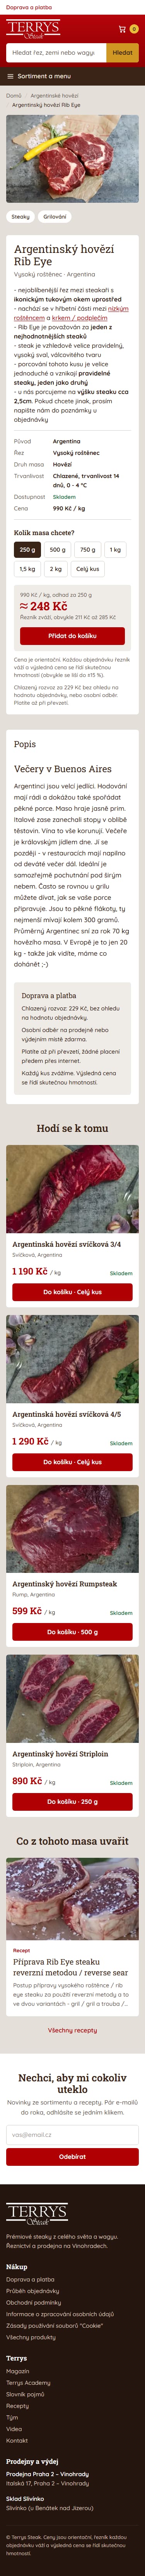 Doprava a platba
TERRYS
Steak
0
Hledat řez, zemi nebo wagyu
Hledat
Sortiment a menu
Domů / Argentinské hovězí
/ Argentinský hovězí Rib Eye
Steaky
Grilování
Argentinský hovězí
Rib Eye
Vysoký roštěnec · Argentina
- nejoblíbenější řez mezi steakaři s
ikonickým tukovým okem uprostřed
- nachází se v hřbetní části mezi nízkým
roštěncem a krkem / podplečím
- Rib Eye je považován za jeden z
nejhodnotnějších steaků
- steak je vzhledově velice pravidelný,
vysoký sval, válcovitého tvaru
- porcování tohoto kusu je velice
jednoduché a vznikají pravidelné
steaky, jeden jako druhý
- u nás porcujeme na výšku steaku cca
2,5cm. Pokud chcete jinak, prosím
napište nám do poznámky u
objednávky
Původ Argentina
Řez Vysoký roštěnec
Druh masa Hovězí
Trvanlivost Chlazené, trvanlivost 14
dnů, 0 - 4 °C
Dostupnost Skladem
Cena 990 Kč / kg
Kolik masa chcete?
250 g
500 g
750 g
1 kg
1,5 kg
2 kg
Celý kus
990 Kč / kg, odhad za 250 g
≈ 248 Kč
Řezník zváží, obvykle 211 Kč až 285 Kč
Přidat do košíku
Cena je orientační. Každou objednávku řezník
váží a výsledná cena se řídí skutečnou
hmotností (obvykle se liší do ±15 %).
Chlazený rozvoz za 229 Kč bez ohledu na
hodnotu objednávky, nebo osobní odběr.
Platíte až při převzetí.
Popis
Večery v Buenos Aires
Argentinci jsou velcí jedlíci. Hodování
mají rádi a dokážou také spořádat
pěkné porce. Maso hraje prim. Front
Italové zase zanechali stopy v oblibě
těstovin. Vína se tolik konzumují. Večeře
v krásném dlouhém jídle. A jen se
později - v restauracích mají naplno
od deváté večer dělí ideální je
samozřejmé pochutnání pod širým
nebem. Často se rovnou u grilu
můžete dívat, jak se vaše porce
připravuje. Jsou to pěkné flákoty, ty
jihoameričtí mívají kolem 300 gramů.
Průměrný Argentinec sní za rok 70 kg
hovězího masa. V Evropě je to jen 20
kg - takže jak vidíte, máme co
dohánět ;-)
Doprava a platba
Chlazený rozvoz: 229 Kč, bez ohledu
na hodnotu objednávky.
Osobní odběr na prodejně nebo
výdejním místě zdarma.
Platíte až při převzetí, žádné placení
předem přes internet.
Každý kus zvážíme. Výsledná cena
se řídí skutečnou hmotností.
Hodí se k tomu
Argentinská hovězí svíčková 3/4
Svíčková, Argentina
1 190 Kč / kg
Skladem
Do košíku · Celý kus
Argentinská hovězí svíčková 4/5
Svíčková, Argentina
1 290 Kč / kg
Skladem
Do košíku · Celý kus
Argentinský hovězí Rumpsteak
Rump, Argentina
599 Kč / kg
Skladem
Do košíku · 500 g
Argentinský hovězí Striploin
Striploin, Argentina
890 Kč / kg
Skladem
Do košíku · 250 g
Co z tohoto masa uvařit
Recept
Příprava Rib Eye steaku
reverzní metodou / reverse sear
Postup přípravy vysokého roštěnce / rib
eye steaku za použití reverzní metody a to
ve dvou variantách - gril / gril a trouba /...
Všechny recepty
Nechci, aby mi cokoliv
uteklo
Novinky ze sortimentu a recepty. Pár e-mailů
do roka, odhlásíte se jedním klikem.
vas@email.cz
Odebírat
TERRYS
Steak
Prémiové steaky z celého světa a wagyu.
Řeznictví a prodejna na Vinohradech.
Nákup
Doprava a platba
Průběh objednávky
Obchodní podmínky
Informace o zpracování osobních údajů
Zásady používání souborů "Cookie"
Všechny produkty
Terrys
Magazín
Terrys Academy
Slovník pojmů
Recepty
Tým
Videa
Kontakt
Prodejny a výdej
Prodejna Praha 2 – Vinohrady
Italská 17, Praha 2 – Vinohrady
Sklad Slivínko
Slivínko (u Benátek nad Jizerou)
© Terrys Steak. Ceny jsou orientační, řezník každou
objednávku váží a výsledná cena se řídí skutečnou
hmotností.